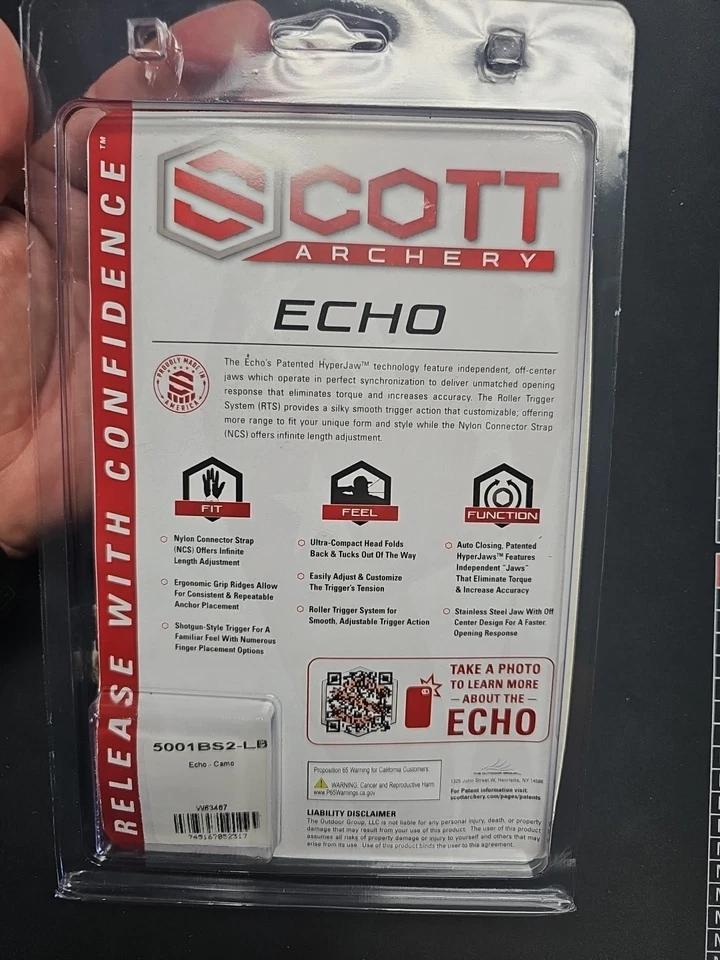 RELEASE WITH CONFIDENCE™
SCOTT
ARCHERY
ECHO
PROUDLY MADE IN
AMERICA
The Echo's Patented HyperJaw™ technology feature independent, off-center
jaws which operate in perfect synchronization to deliver unmatched opening
response that eliminates torque and increases accuracy. The Roller Trigger
System (RTS) provides a silky smooth trigger action that customizable; offering
more range to fit your unique form and style while the Nylon Connector Strap
(NCS) offers infinite length adjustment.
FIT
Nylon Connector Strap
(NCS) Offers Infinite
Length Adjustment
Ergonomic Grip Ridges Allow
For Consistent & Repeatable
Anchor Placement
Shotgun-Style Trigger For A
Familiar Feel With Numerous
Finger Placement Options
FEEL
Ultra-Compact Head Folds
Back & Tucks Out Of The Way
Easily Adjust & Customize
The Trigger's Tension
Roller Trigger System for
Smooth, Adjustable Trigger Action
FUNCTION
Auto Closing, Patented
HyperJaws™ Features
Independent "Jaws"
That Eliminate Torque
& Increase Accuracy
Stainless Steel Jaw With Off
Center Design For A Faster
Opening Response
TAKE A PHOTO
TO LEARN MORE
— ABOUT THE —
ECHO
5001BS2-LB
Echo - Camo
VV63467
Proposition 65 Warning for California Customers:
WARNING: Cancer and Reproductive Harm
www.P65Warnings.ca.gov
THE OUTDOOR GROUP
1325 John Street W. Henrietta, NY 14586
For Patent information visit.
scottarchery.com/pages/patents
LIABILITY DISCLAIMER
The Outdoor Group, LLC is not liable for any personal injury, death, or property
damage that may result from your use of this product. The user of this product
assumes all risks of property damage or injury to yourself and others that may
arise from its use. Use of this product binds the user to this agreement.